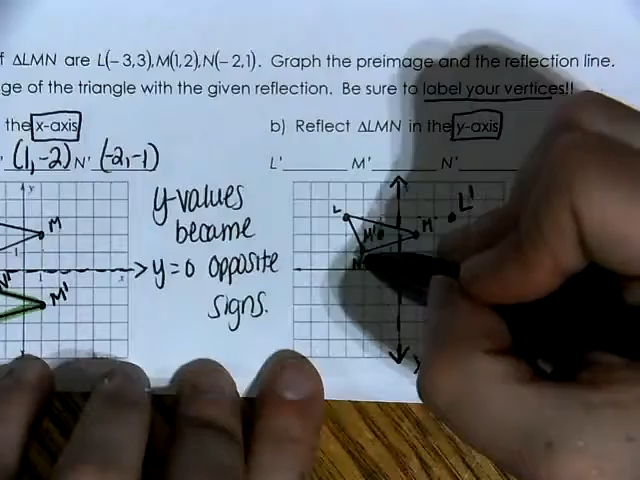 f ΔLMN are L(-3,3),M(1,2),N(-2,1). Graph the preimage and the reflection line.
ge of the triangle with the given reflection. Be sure to label your vertices!!
the x-axis
' (1,-2) N' (-2,-1)
y
M
M'
x
y-values
became
y=0 opposite
signs.
b) Reflect ΔLMN in the y-axis
L'______ M'______ N'
L
M
M'
L'
N